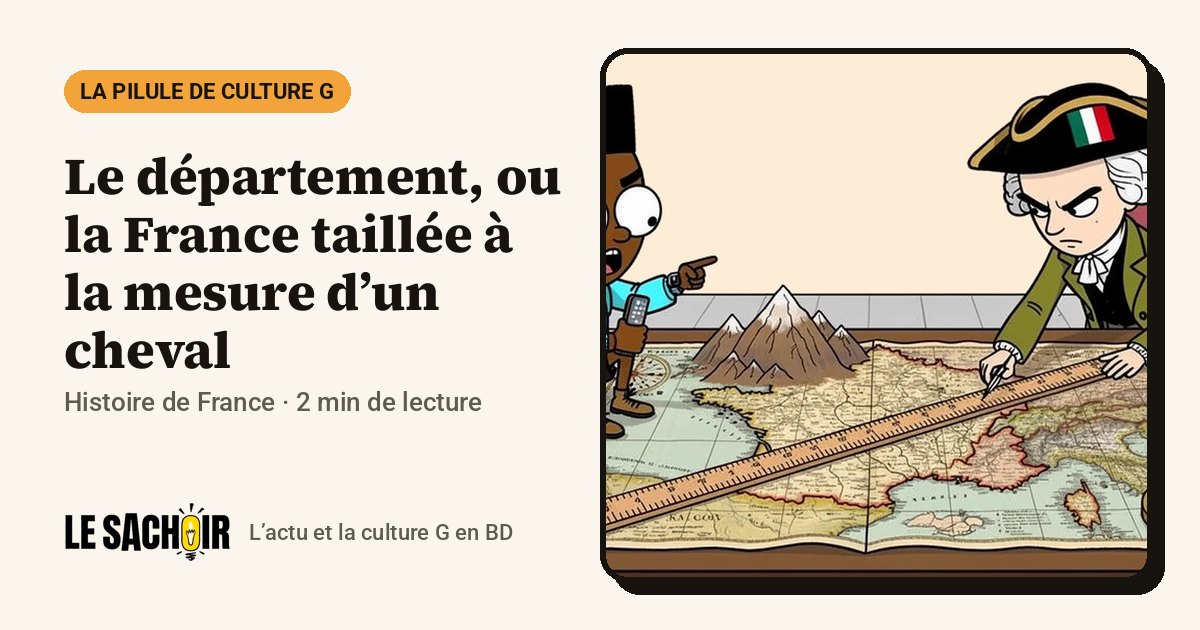 LA PILULE DE CULTURE G
Le département, ou
la France taillée à
la mesure d’un
cheval
Histoire de France · 2 min de lecture
LE SACHOIR
L’actu et la culture G en BD